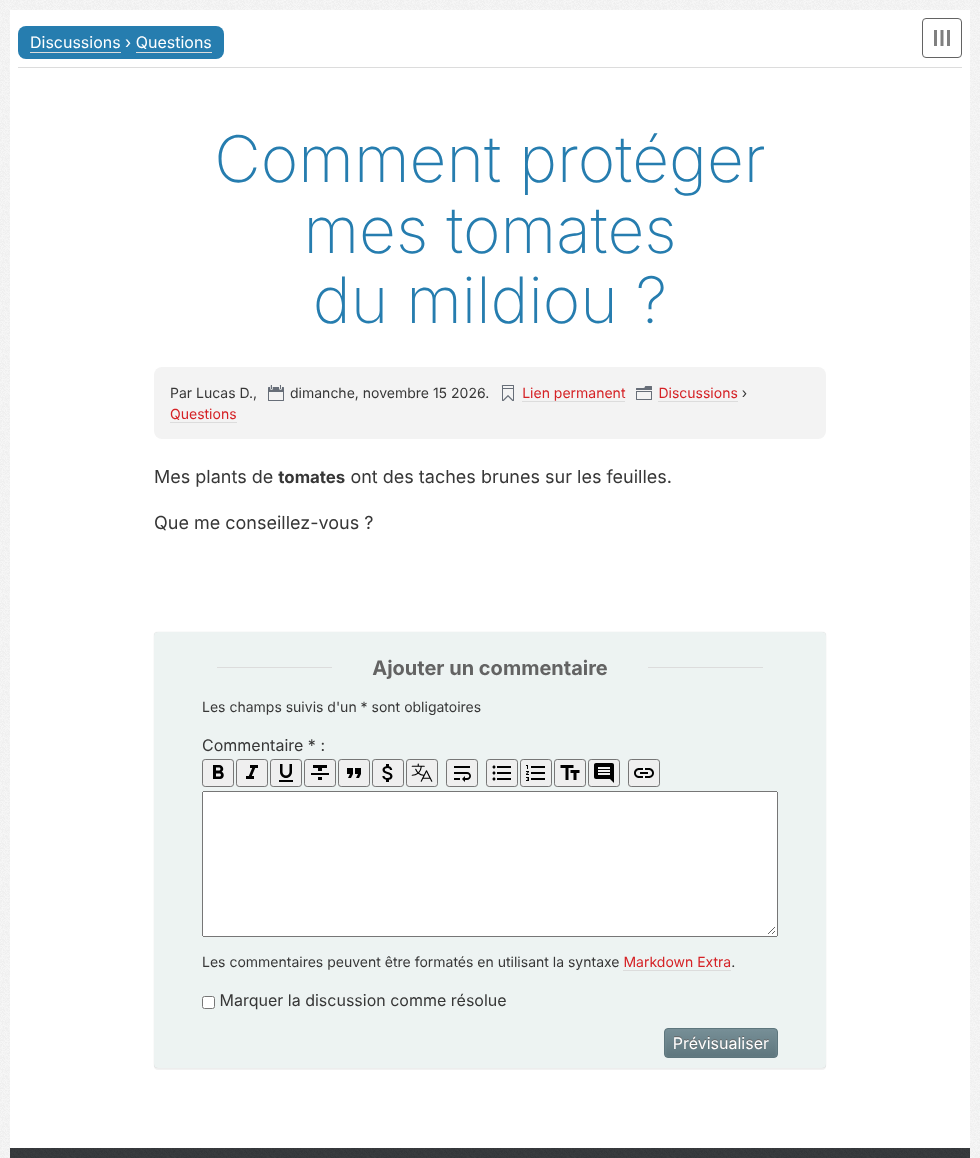 Discussions › Questions
Comment protéger
mes tomates
du mildiou ?
Par Lucas D., dimanche, novembre 15 2026. Lien permanent Discussions ›
Questions
Mes plants de tomates ont des taches brunes sur les feuilles.
Que me conseillez-vous ?
Ajouter un commentaire
Les champs suivis d'un * sont obligatoires
Commentaire * :
Les commentaires peuvent être formatés en utilisant la syntaxe Markdown Extra.
Marquer la discussion comme résolue
Prévisualiser